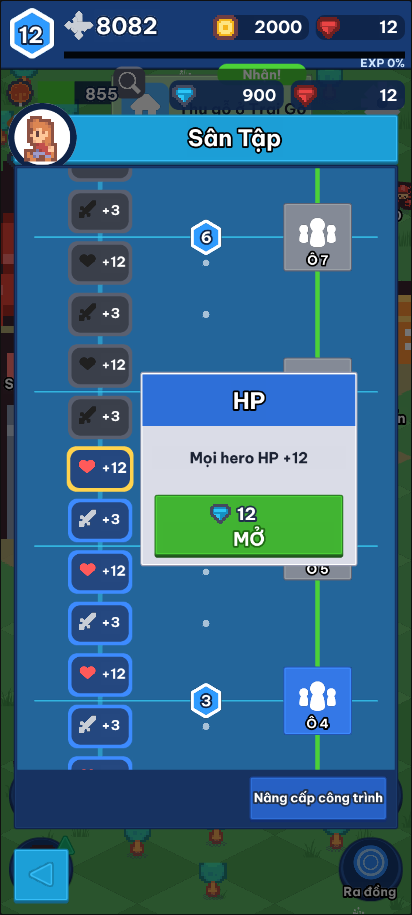 12
8082
2000
12
EXP 0%
Nhân!
855
900
12
Sân Tập
+3
6
Ô 7
+12
+3
+12
+3
HP
+12
Mọi hero HP +12
+3
12
MỞ
+12
Ô 5
+3
+12
3
Ô 4
+3
Nâng cấp công trình
Ra đồng